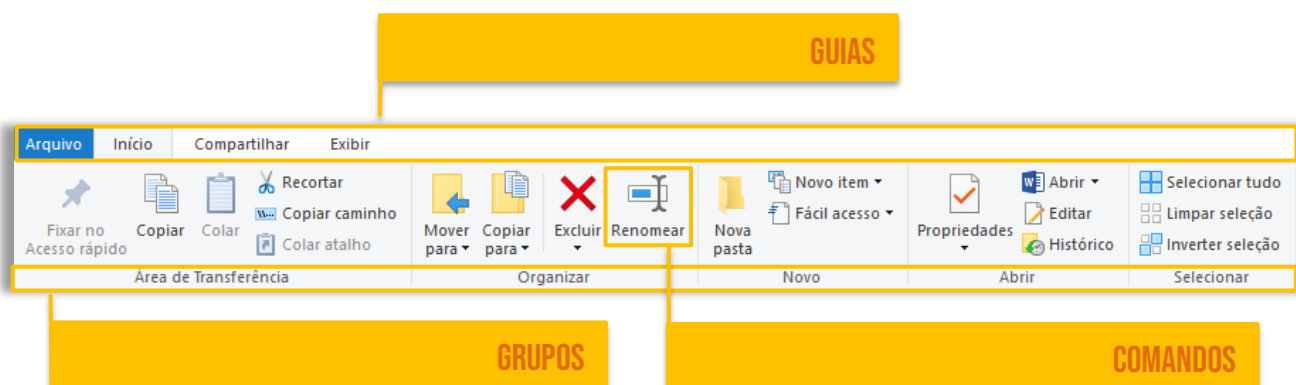 GUIAS
Arquivo Início Compartilhar Exibir
Fixar no
Acesso rápido
Copiar
Colar
Recortar
Copiar caminho
Colar atalho
Mover
para
Copiar
para
Excluir
Renomear
Nova
pasta
Novo item
Fácil acesso
Propriedades
Abrir
Editar
Histórico
Selecionar tudo
Limpar seleção
Inverter seleção
Área de Transferência Organizar Novo Abrir Selecionar
GRUPOS
COMANDOS